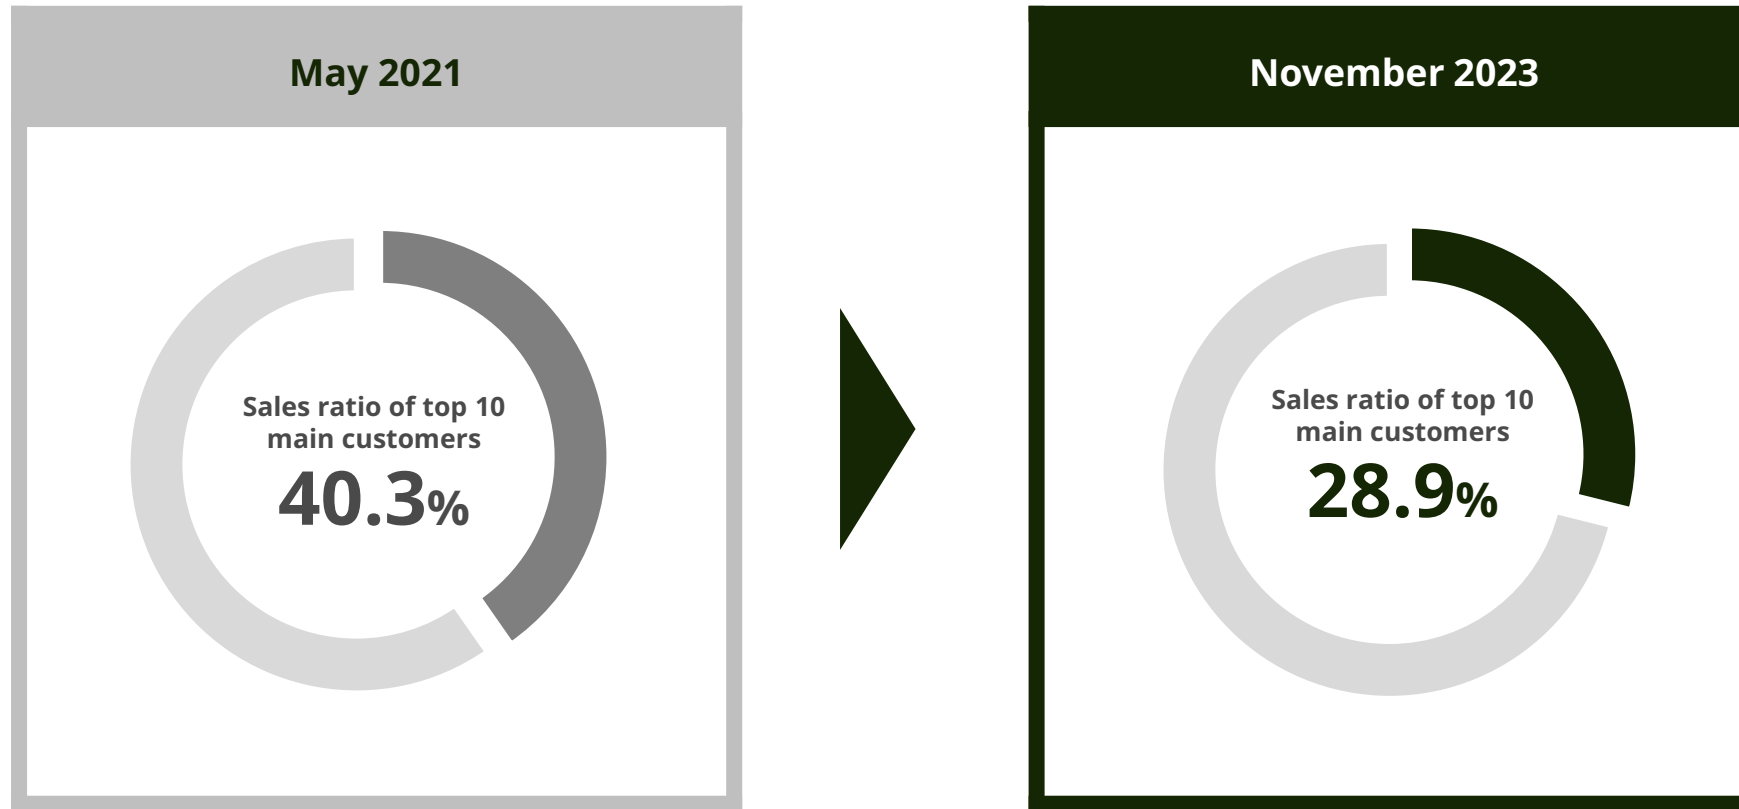 May 2021
Sales ratio of top 10
main customers
40.3%
November 2023
Sales ratio of top 10
main customers
28.9%